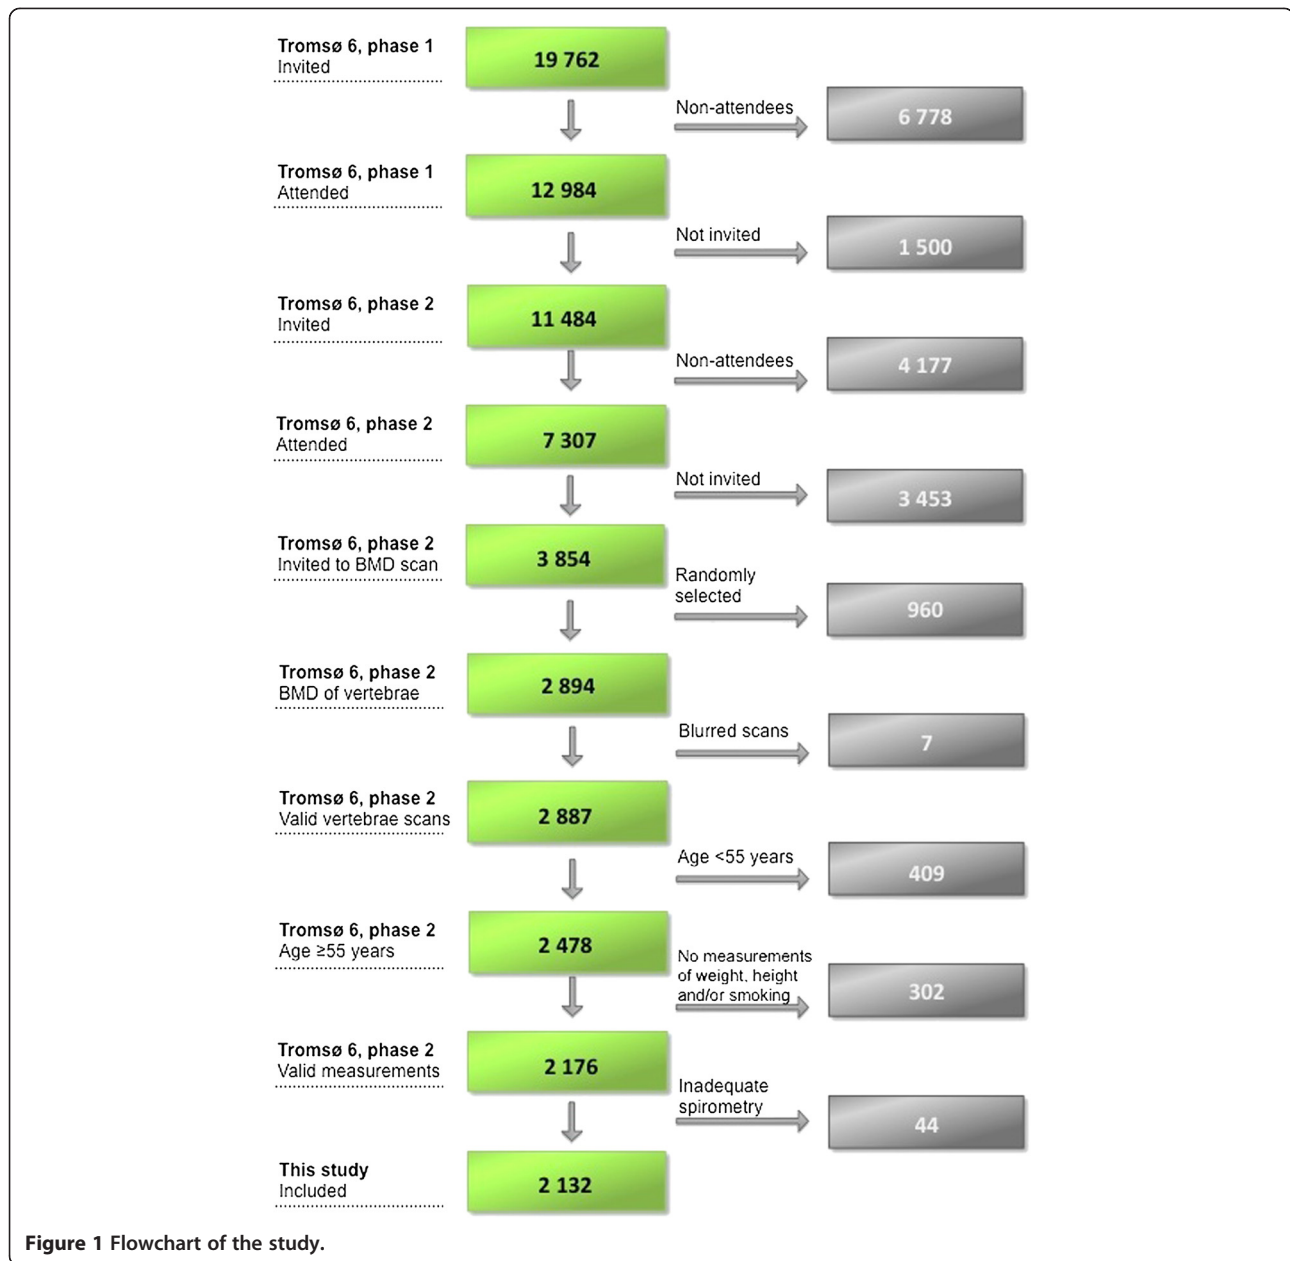 Tromsø 6, phase 1
Invited
19 762
Non-attendees
6 778
Tromsø 6, phase 1
Attended
12 984
Not invited
1 500
Tromsø 6, phase 2
Invited
11 484
Non-attendees
4 177
Tromsø 6, phase 2
Attended
7 307
Not invited
3 453
Tromsø 6, phase 2
Invited to BMD scan
3 854
Randomly
selected
960
Tromsø 6, phase 2
BMD of vertebrae
2 894
Blurred scans
7
Tromsø 6, phase 2
Valid vertebrae scans
2 887
Age <55 years
409
Tromsø 6, phase 2
Age ≥55 years
2 478
No measurements
of weight, height
and/or smoking
302
Tromsø 6, phase 2
Valid measurements
2 176
Inadequate
spirometry
44
This study
Included
2 132
Figure 1 Flowchart of the study.